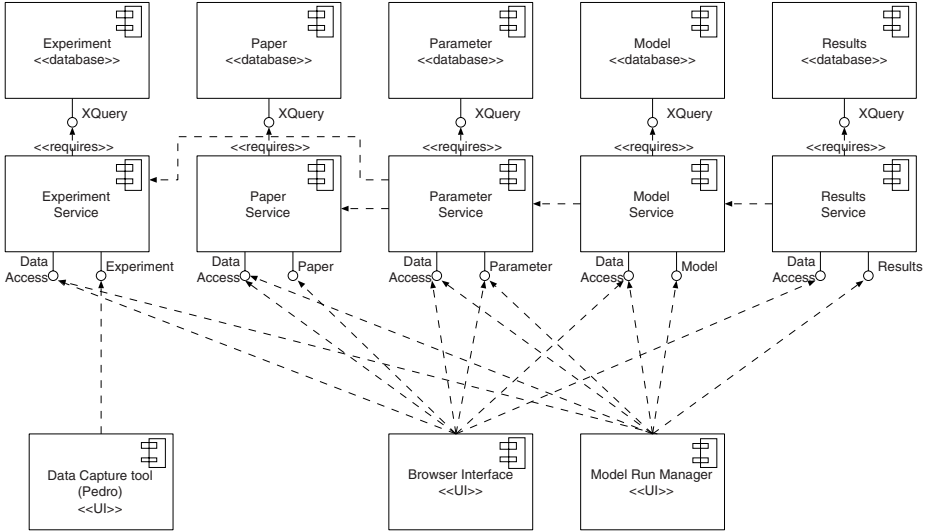 Experiment
<<database>>
Paper
<<database>>
Parameter
<<database>>
Model
<<database>>
Results
<<database>>
XQuery
XQuery
XQuery
XQuery
XQuery
<<requires>>
<<requires>>
<<requires>>
<<requires>>
<<requires>>
Experiment
Service
Paper
Service
Parameter
Service
Model
Service
Results
Service
Data
Access
Experiment
Data
Access
Paper
Data
Access
Parameter
Data
Access
Model
Data
Access
Results
Data Capture tool
(Pedro)
<<UI>>
Browser Interface
<<UI>>
Model Run Manager
<<UI>>